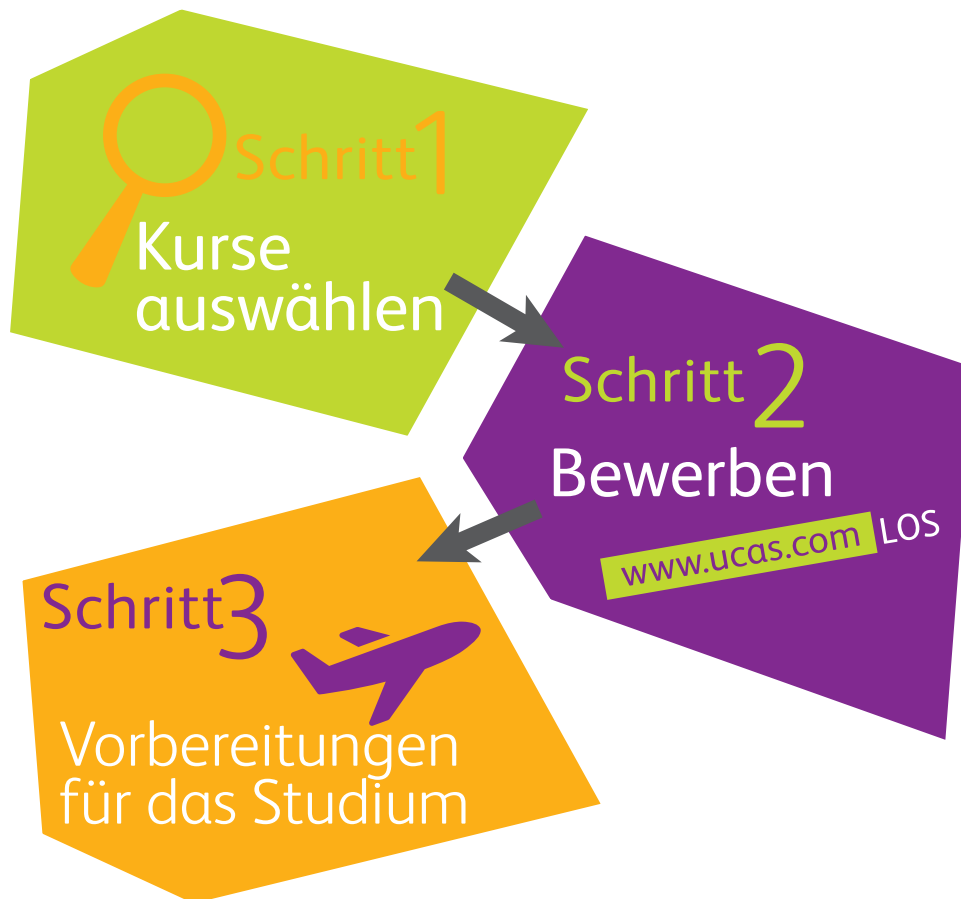 Schritt 1
Kurse
auswählen
Schritt 2
Bewerben
www.ucas.com LOS
Schritt 3
Vorbereitungen
für das Studium